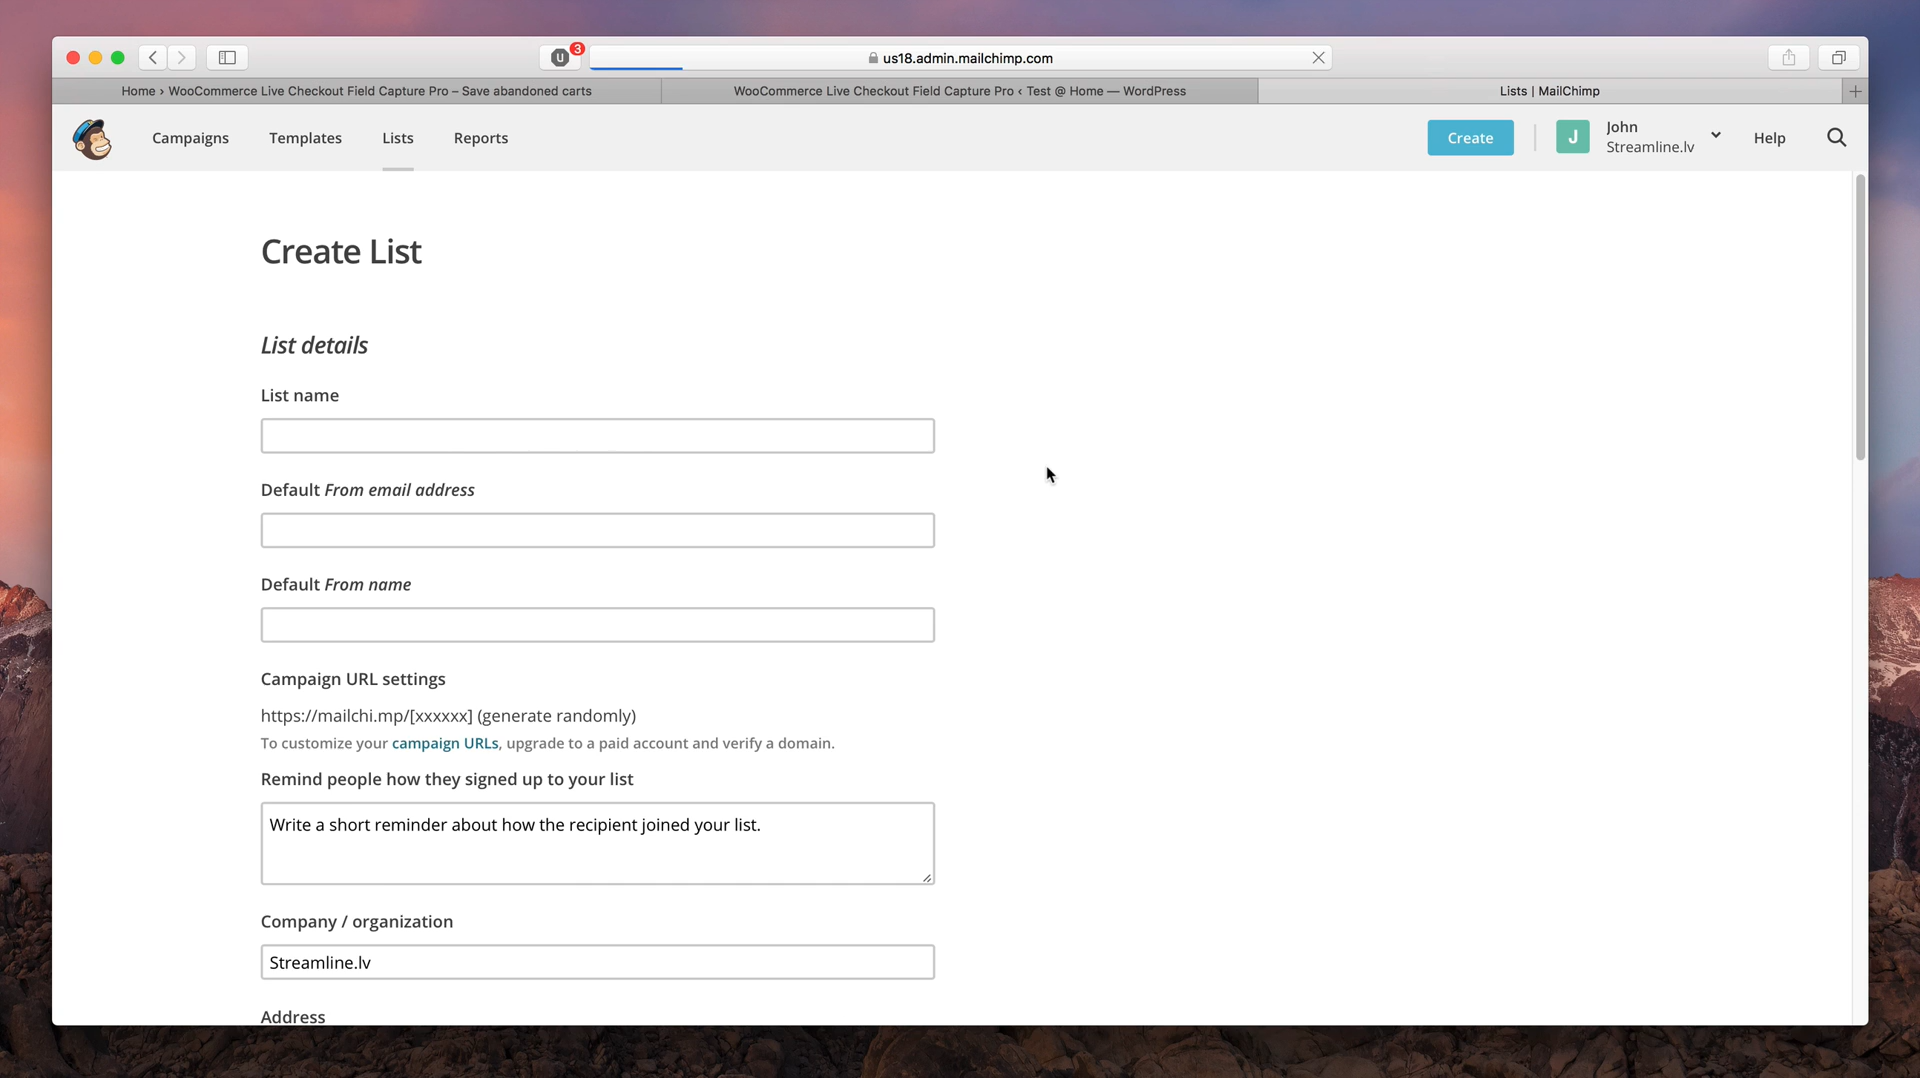 U
3
us18.admin.mailchimp.com
Home › WooCommerce Live Checkout Field Capture Pro – Save abandoned carts
WooCommerce Live Checkout Field Capture Pro ‹ Test @ Home — WordPress
Lists | MailChimp
Campaigns
Templates
Lists
Reports
Create
J
John
Streamline.lv
Help
Create List
List details
List name
Default From email address
Default From name
Campaign URL settings
https://mailchi.mp/[xxxxxx] (generate randomly)
To customize your campaign URLs, upgrade to a paid account and verify a domain.
Remind people how they signed up to your list
Write a short reminder about how the recipient joined your list.
Company / organization
Streamline.lv
Address